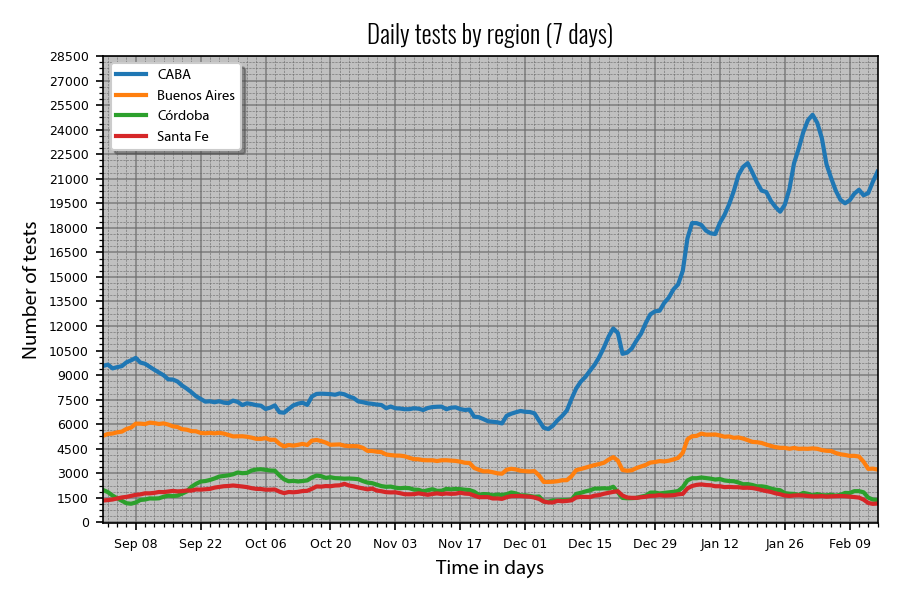 Daily tests by region (7 days)
28500
27000
25500
24000
22500
21000
19500
18000
16500
15000
13500
12000
10500
9000
7500
6000
4500
3000
1500
0
Number of tests
CABA
Buenos Aires
Córdoba
Santa Fe
Sep 08 Sep 22 Oct 06 Oct 20 Nov 03 Nov 17 Dec 01 Dec 15 Dec 29 Jan 12 Jan 26 Feb 09
Time in days